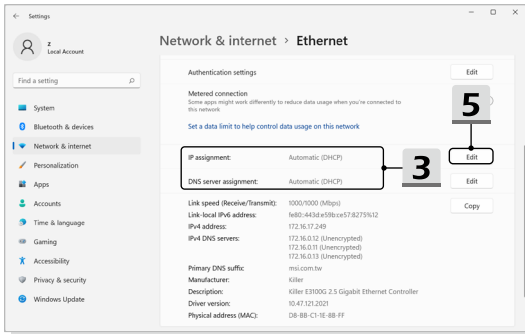 Settings
z
Local Account
Find a setting
System
Bluetooth & devices
Network & internet
Personalization
Apps
Accounts
Time & language
Gaming
Accessibility
Privacy & security
Windows Update
Network & internet > Ethernet
Authentication settings Edit
Metered connection
Some apps might work differently to reduce data usage when you're connected to
this network
5
Set a data limit to help control data usage on this network
IP assignment: Automatic (DHCP) Edit
3
DNS server assignment: Automatic (DHCP) Edit
Link speed (Receive/Transmit): 1000/1000 (Mbps) Copy
Link-local IPv6 address: fe80::443d:e59b:ce57:8275%12
IPv4 address: 172.16.17.249
IPv4 DNS servers: 172.16.0.12 (Unencrypted)
172.16.0.11 (Unencrypted)
172.16.0.13 (Unencrypted)
Primary DNS suffix: msi.com.tw
Manufacturer: Killer
Description: Killer E3100G 2.5 Gigabit Ethernet Controller
Driver version: 10.47.121.2021
Physical address (MAC): D8-BB-C1-1E-8B-FF